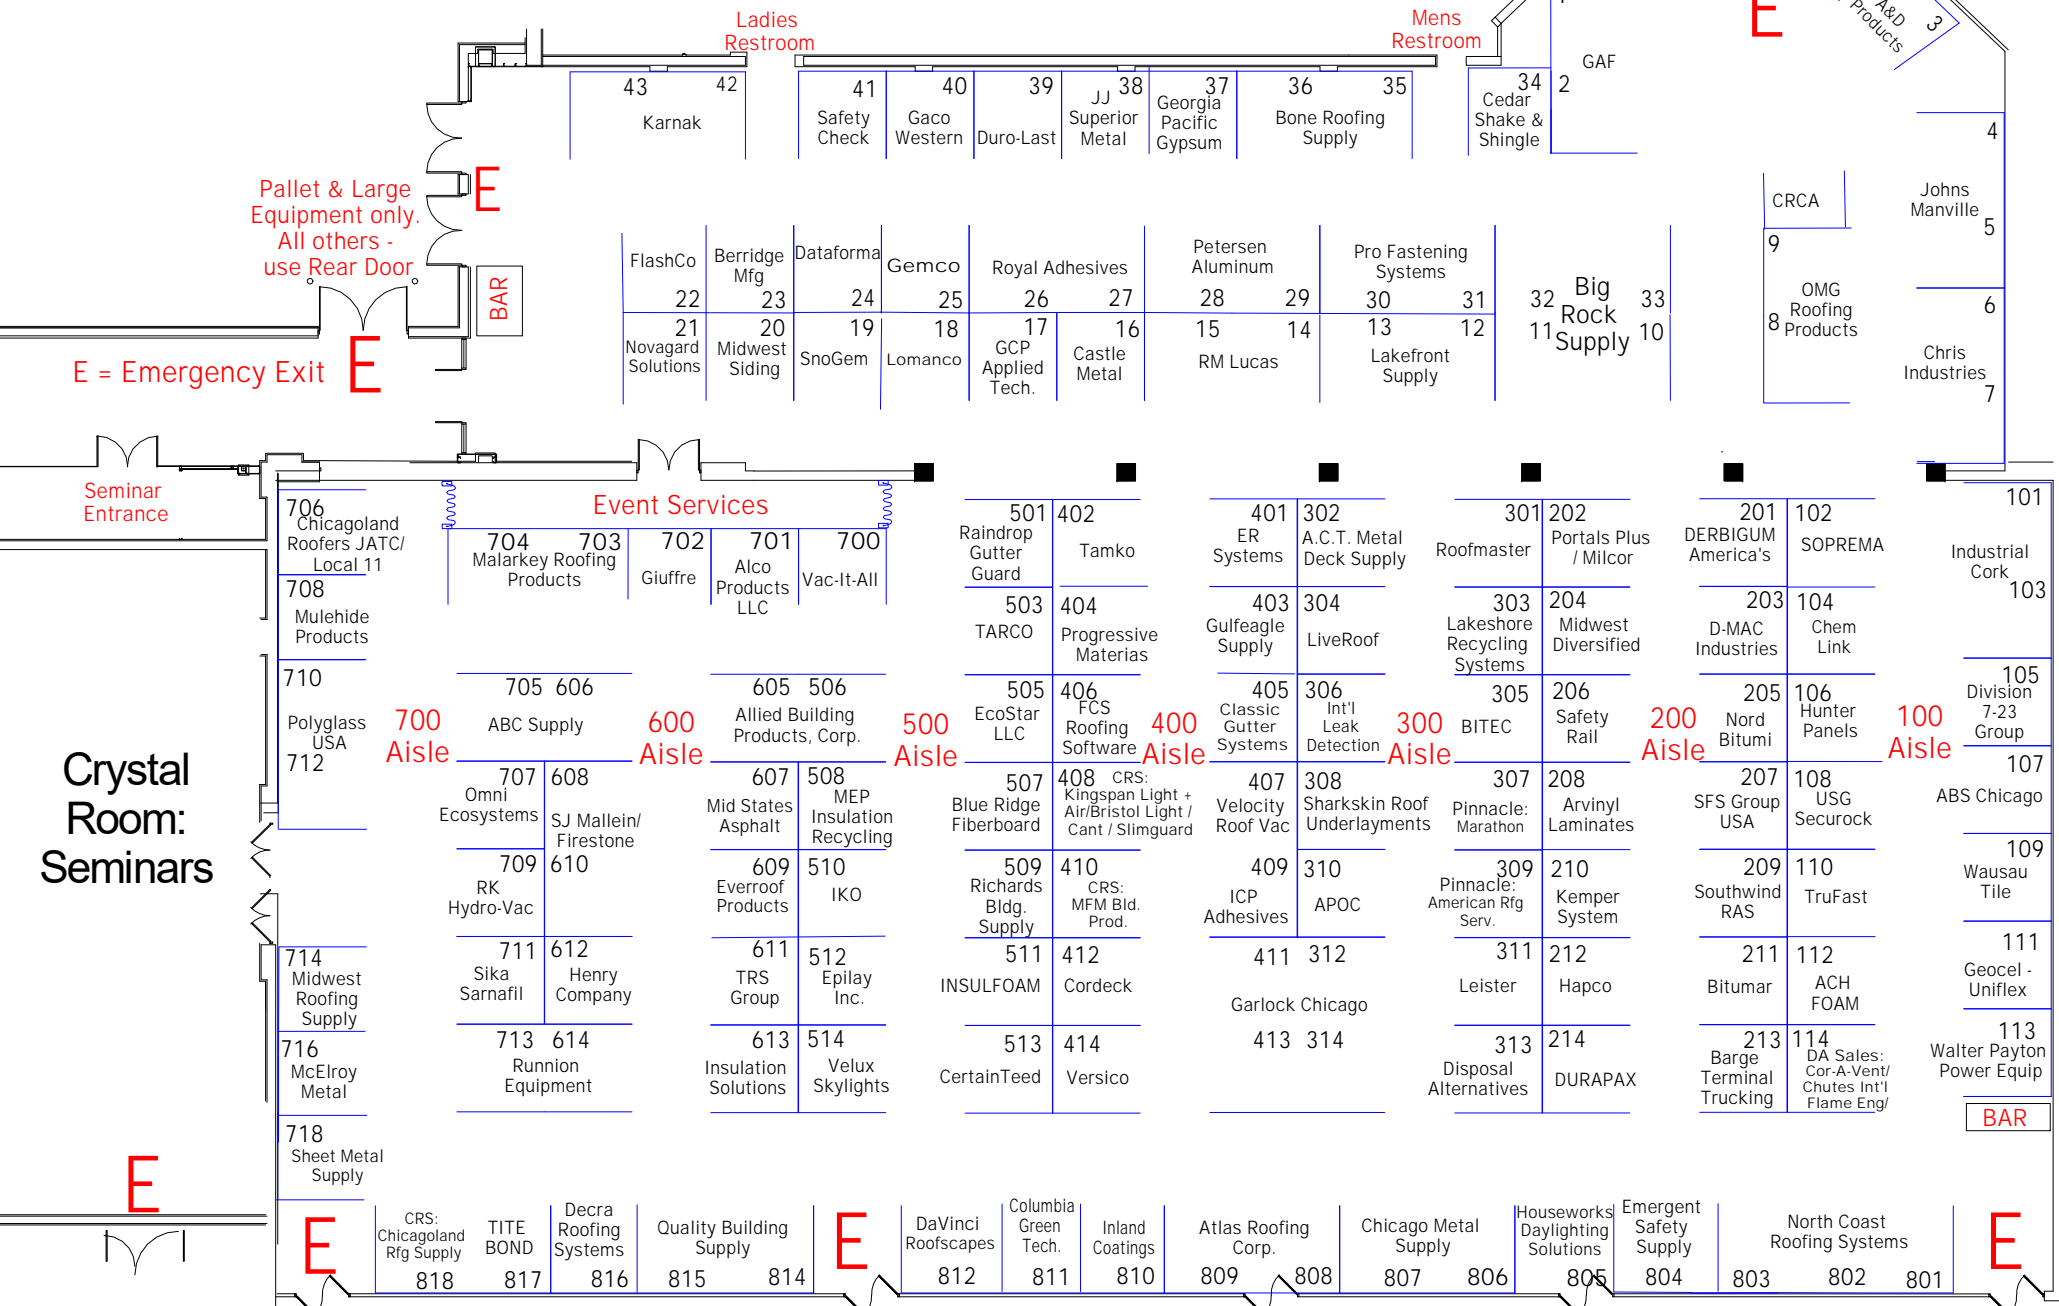 Ladies
Restroom
Mens
Restroom
E
A&D
Products
3
GAF
2
43
42
Karnak
41
Safety
Check
40
Gaco
Western
39
Duro-Last
38
JJ
Superior
Metal
37
Georgia
Pacific
Gypsum
36
35
Bone Roofing
Supply
34
Cedar
Shake &
Shingle
4
Johns
Manville
5
CRCA
Pallet & Large
Equipment only.
All others -
use Rear Door
E
BAR
FlashCo
22
Berridge
Mfg
23
Dataforma
24
Gemco
25
Royal Adhesives
26
27
Petersen
Aluminum
28
29
Pro Fastening
Systems
30
31
32
Big
Rock
Supply
33
11
10
9
OMG
Roofing
Products
8
6
Chris
Industries
7
21
Novagard
Solutions
20
Midwest
Siding
19
SnoGem
18
Lomanco
17
GCP
Applied
Tech.
16
Castle
Metal
15
14
RM Lucas
13
12
Lakefront
Supply
E = Emergency Exit
E
Seminar
Entrance
Event Services
706
Chicagoland
Roofers JATC/
Local 11
708
Mulehide
Products
710
Polyglass
USA
712
704
703
Malarkey Roofing
Products
702
Giuffre
701
Alco
Products
LLC
700
Vac-It-All
501
Raindrop
Gutter
Guard
402
Tamko
401
ER
Systems
302
A.C.T. Metal
Deck Supply
301
Roofmaster
202
Portals Plus
/ Milcor
201
DERBIGUM
America's
102
SOPREMA
101
Industrial
Cork
103
503
TARCO
404
Progressive
Materias
403
Gulfeagle
Supply
304
LiveRoof
303
Lakeshore
Recycling
Systems
204
Midwest
Diversified
203
D-MAC
Industries
104
Chem
Link
700
Aisle
705 606
ABC Supply
600
Aisle
605 506
Allied Building
Products, Corp.
500
Aisle
505
EcoStar
LLC
406
FCS
Roofing
Software
400
Aisle
405
Classic
Gutter
Systems
306
Int'l
Leak
Detection
300
Aisle
305
BITEC
206
Safety
Rail
200
Aisle
205
Nord
Bitumi
106
Hunter
Panels
100
Aisle
105
Division
7-23
Group
Crystal
Room:
Seminars
707
Omni
Ecosystems
608
SJ Mallein/
Firestone
610
607
Mid States
Asphalt
508
MEP
Insulation
Recycling
507
Blue Ridge
Fiberboard
408
CRS:
Kingspan Light +
Air/Bristol Light /
Cant / Slimguard
407
Velocity
Roof Vac
308
Sharkskin Roof
Underlayments
307
Pinnacle:
Marathon
208
Arvinyl
Laminates
207
SFS Group
USA
108
USG
Securock
107
ABS Chicago
709
RK
Hydro-Vac
609
Everroof
Products
510
IKO
509
Richards
Bldg.
Supply
410
CRS:
MFM Bld.
Prod.
409
ICP
Adhesives
310
APOC
309
Pinnacle:
American Rfg
Serv.
210
Kemper
System
209
Southwind
RAS
110
TruFast
109
Wausau
Tile
714
Midwest
Roofing
Supply
711
Sika
Sarnafil
612
Henry
Company
611
TRS
Group
512
Epilay
Inc.
511
INSULFOAM
412
Cordeck
411 312
Garlock Chicago
413 314
311
Leister
212
Hapco
211
Bitumar
112
ACH
FOAM
111
Geocel -
Uniflex
716
McElroy
Metal
713 614
Runnion
Equipment
613
Insulation
Solutions
514
Velux
Skylights
513
CertainTeed
414
Versico
313
Disposal
Alternatives
214
DURAPAX
213
Barge
Terminal
Trucking
114
DA Sales:
Cor-A-Vent/
Chutes Int'l
Flame Eng/
113
Walter Payton
Power Equip
BAR
718
Sheet Metal
Supply
E
E
CRS:
Chicagoland
Rfg Supply
818
TITE
BOND
817
Decra
Roofing
Systems
816
Quality Building
Supply
815
814
E
DaVinci
Roofscapes
812
Columbia
Green
Tech.
811
Inland
Coatings
810
Atlas Roofing
Corp.
809
808
Chicago Metal
Supply
807
806
Houseworks
Daylighting
Solutions
805
Emergent
Safety
Supply
804
North Coast
Roofing Systems
803
802
801
E